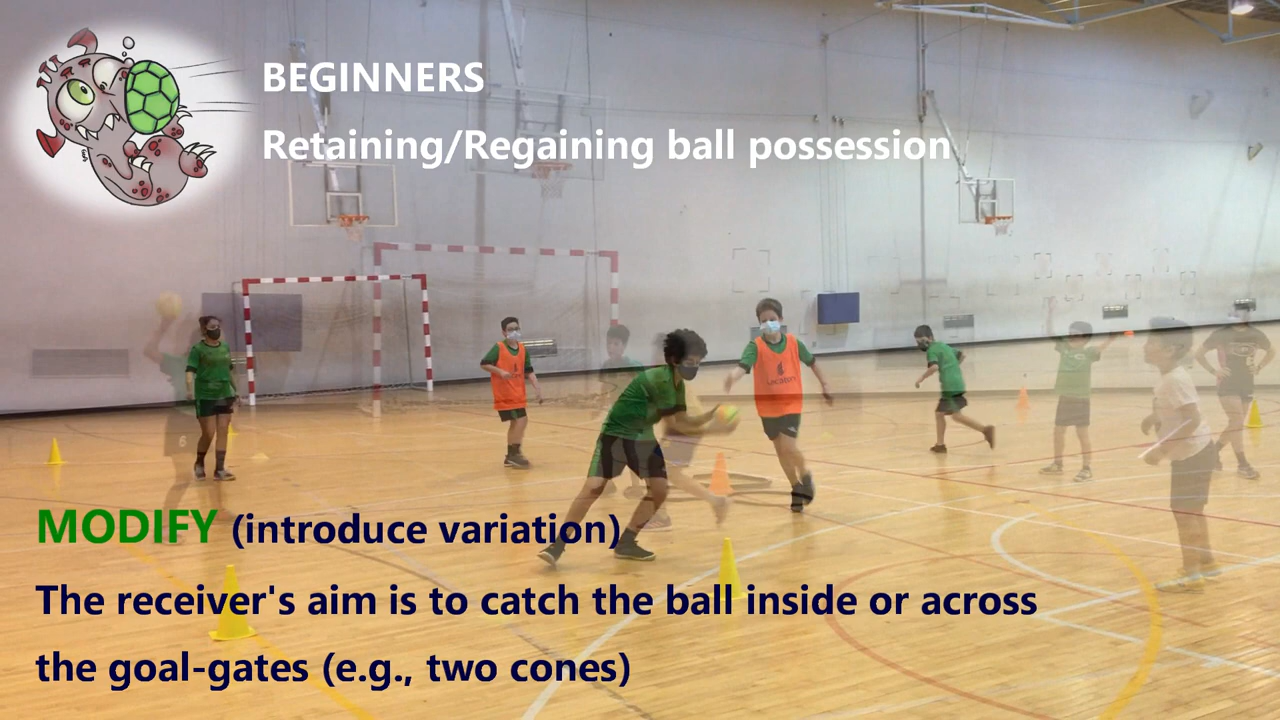 BEGINNERS
Retaining/Regaining ball possession
6
MODIFY (introduce variation)
The receiver's aim is to catch the ball inside or across
the goal-gates (e.g., two cones)